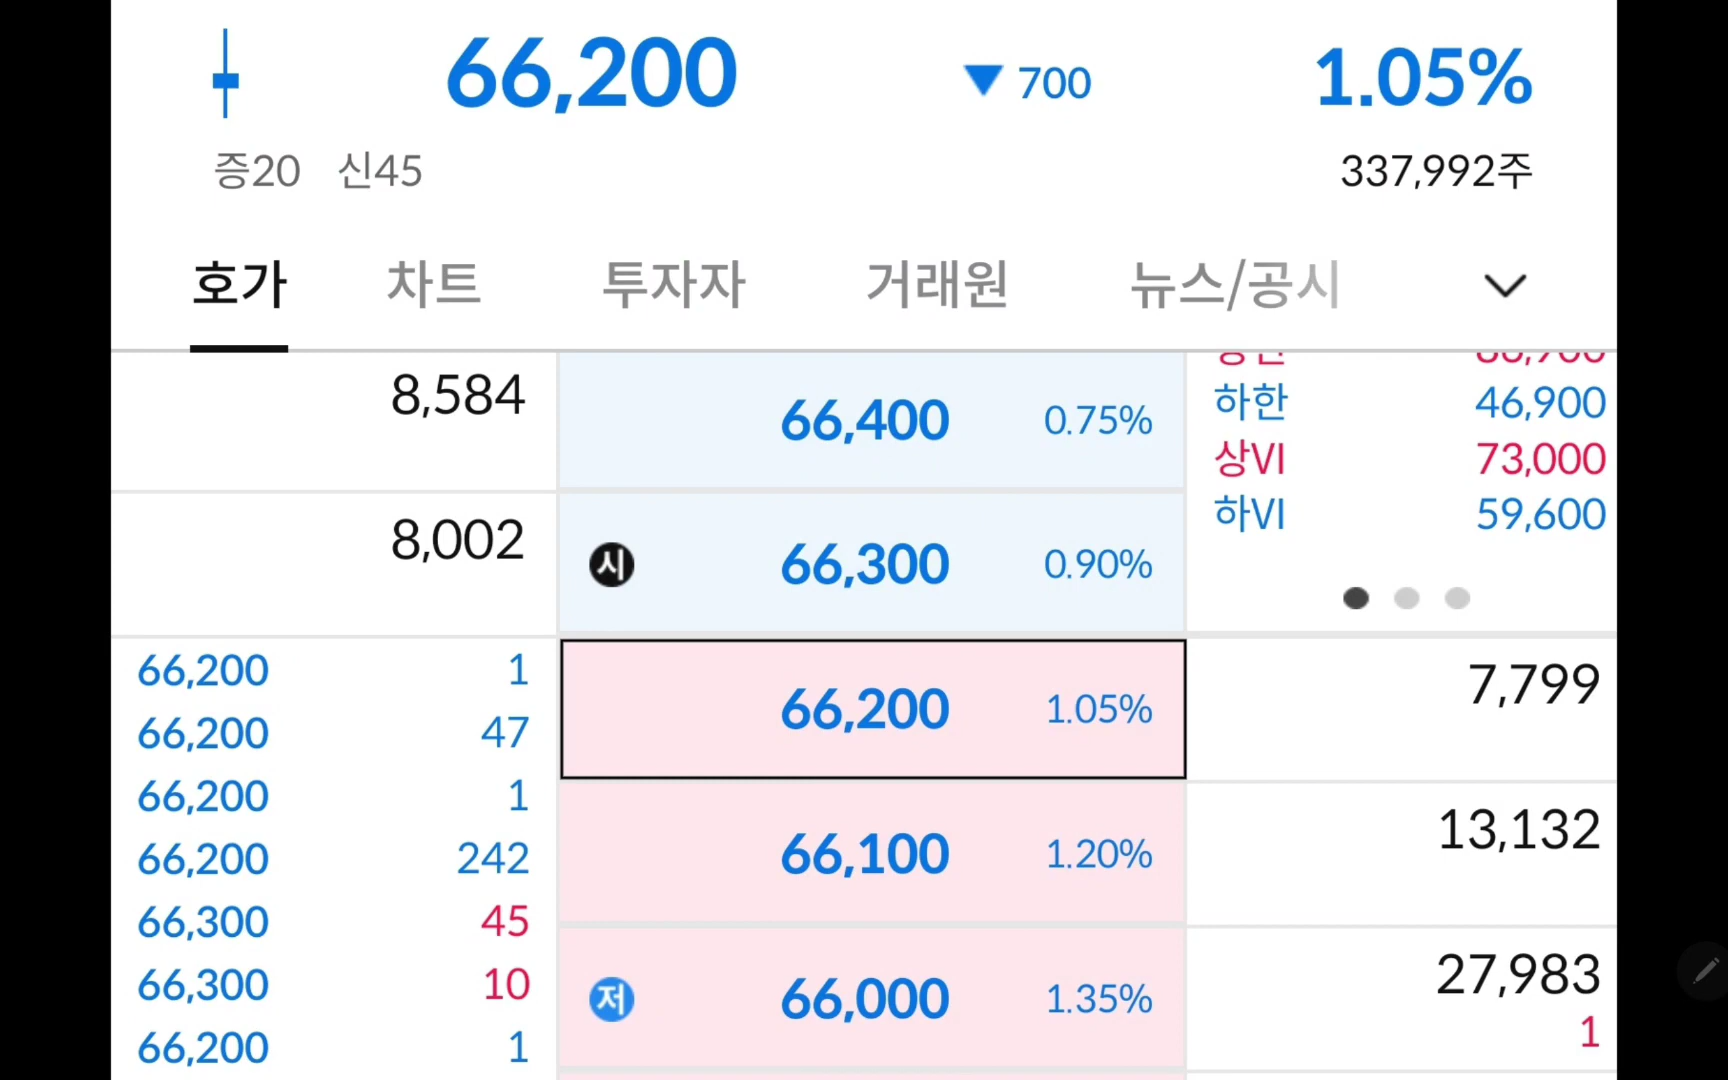 66,200 ▼ 700 1.05%
증20 신45 337,992주
호가 차트 투자자 거래원 뉴스/공시
8,584 66,400 0.75%
하한 46,900
상VI 73,000
하VI 59,600
8,002 시 66,300 0.90%
66,200 1.05% 7,799
66,200 1
66,200 47
66,200 1
66,200 242
66,300 45
66,300 10
66,200 1
66,100 1.20% 13,132
저 66,000 1.35% 27,983
1